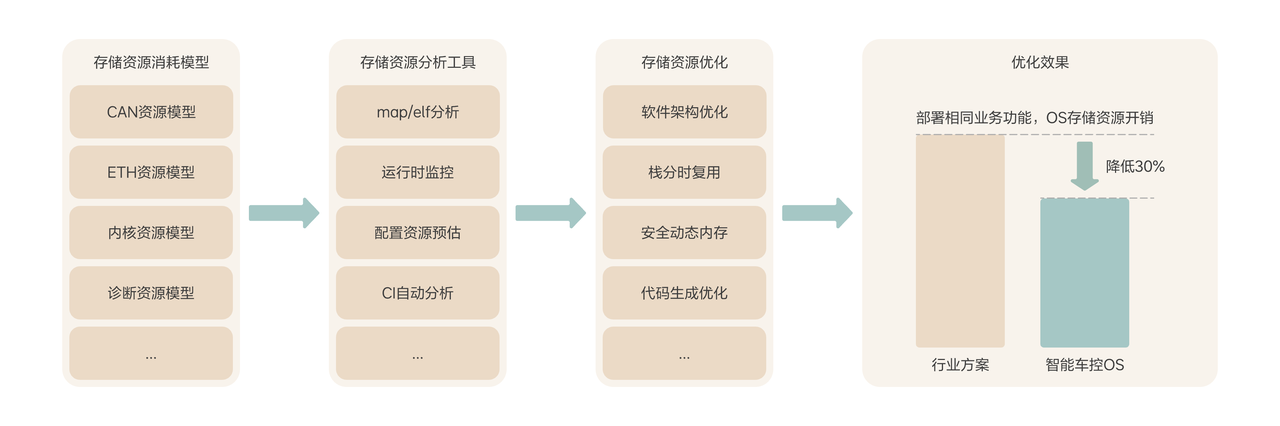 存储资源消耗模型
CAN资源模型
ETH资源模型
内核资源模型
诊断资源模型
...
存储资源分析工具
map/elf分析
运行时监控
配置资源预估
CI自动分析
...
存储资源优化
软件架构优化
栈分时复用
安全动态内存
代码生成优化
...
优化效果
部署相同业务功能，OS存储资源开销
降低30%
行业方案
智能车控OS